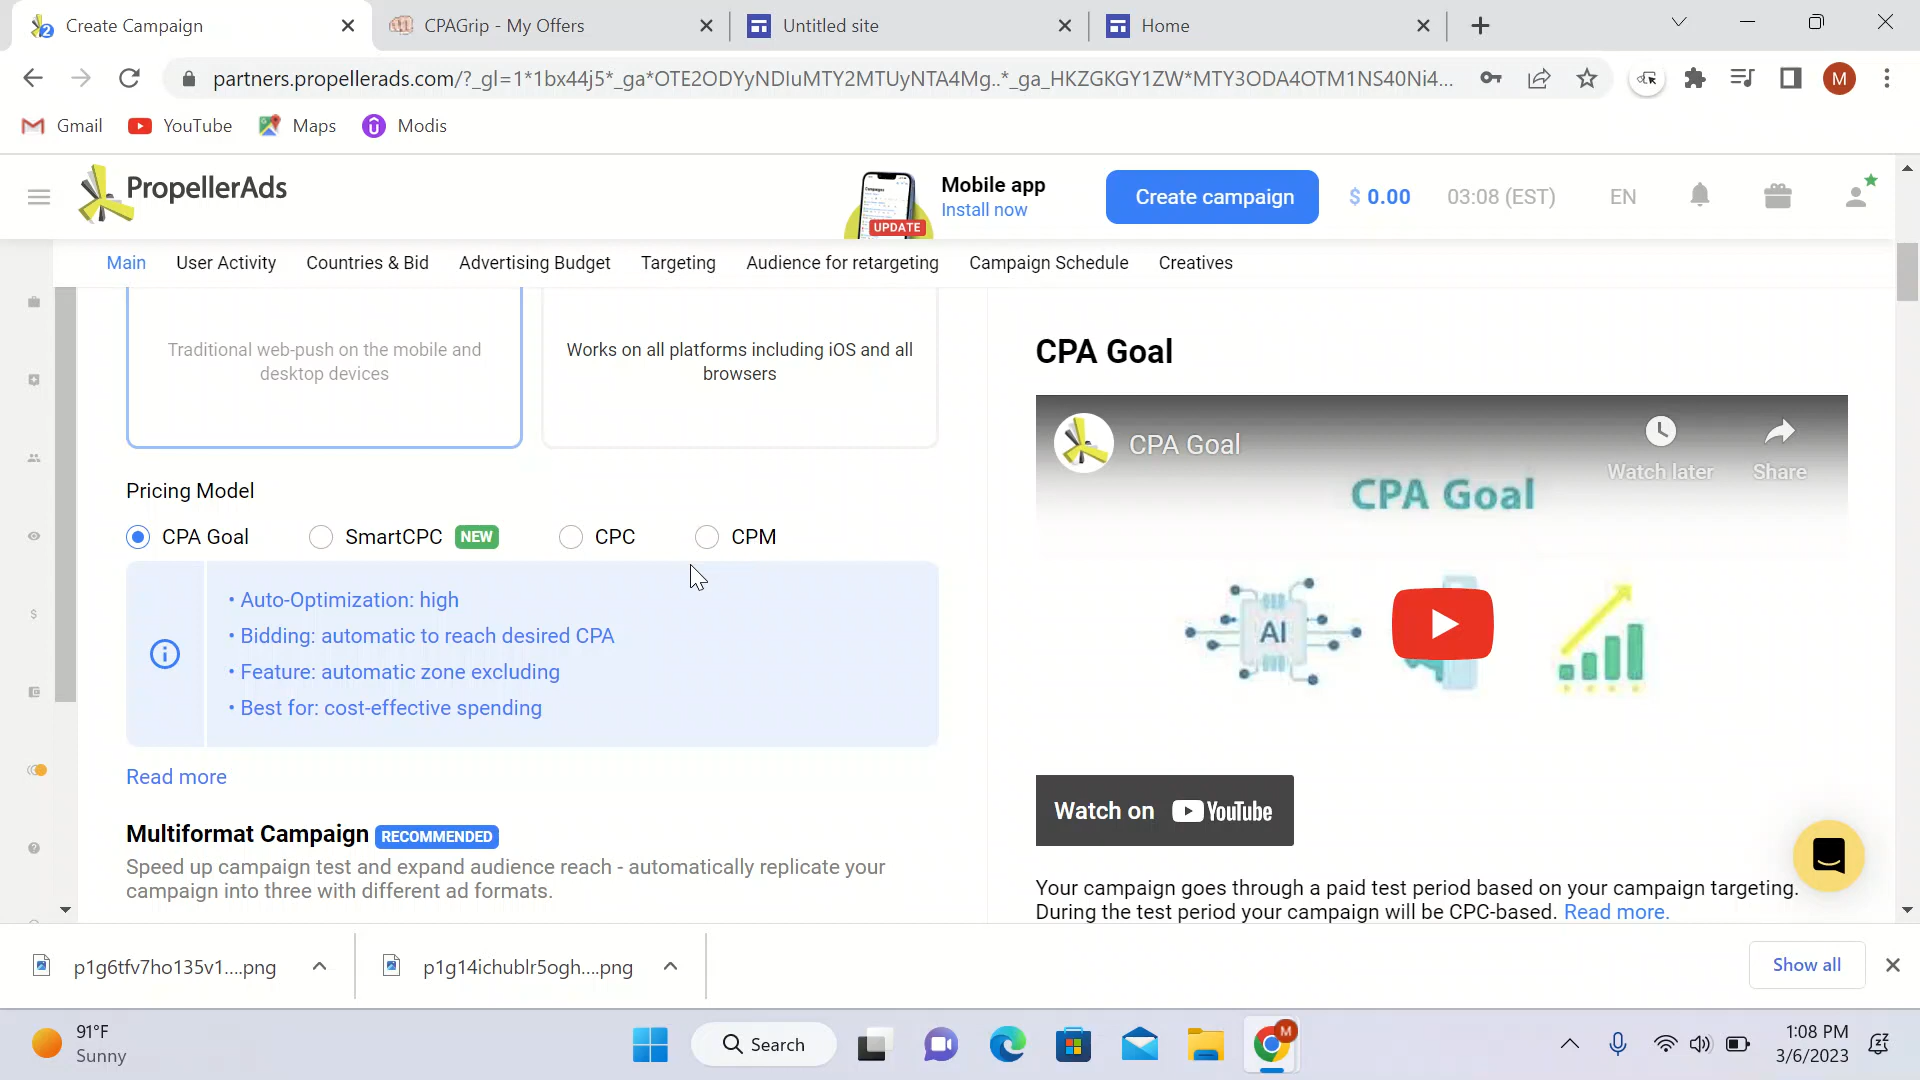 Create Campaign
CPAGrip - My Offers
Untitled site
Home
partners.propellerads.com/?_gl=1*1bx44j5*_ga*OTE2ODYyNDIuMTY2MTUyNTA4Mg..*_ga_HKZGKGY1ZW*MTY3ODA4OTM1NS40Ni4...
M
Gmail
YouTube
Maps
Modis
PropellerAds
UPDATE
Mobile app
Install now
Create campaign
$ 0.00
03:08 (EST)
EN
Main
User Activity
Countries & Bid
Advertising Budget
Targeting
Audience for retargeting
Campaign Schedule
Creatives
Traditional web-push on the mobile and
desktop devices
Works on all platforms including iOS and all
browsers
Pricing Model
CPA Goal
SmartCPC NEW
CPC
CPM
• Auto-Optimization: high
• Bidding: automatic to reach desired CPA
• Feature: automatic zone excluding
• Best for: cost-effective spending
Read more
Multiformat Campaign RECOMMENDED
Speed up campaign test and expand audience reach - automatically replicate your
campaign into three with different ad formats.
CPA Goal
CPA Goal
Watch later
Share
CPA Goal
AI
Watch on YouTube
Your campaign goes through a paid test period based on your campaign targeting.
During the test period your campaign will be CPC-based. Read more.
p1g6tfv7ho135v1....png
p1g14ichublr5ogh....png
Show all
91°F
Sunny
Search
M
1:08 PM
3/6/2023